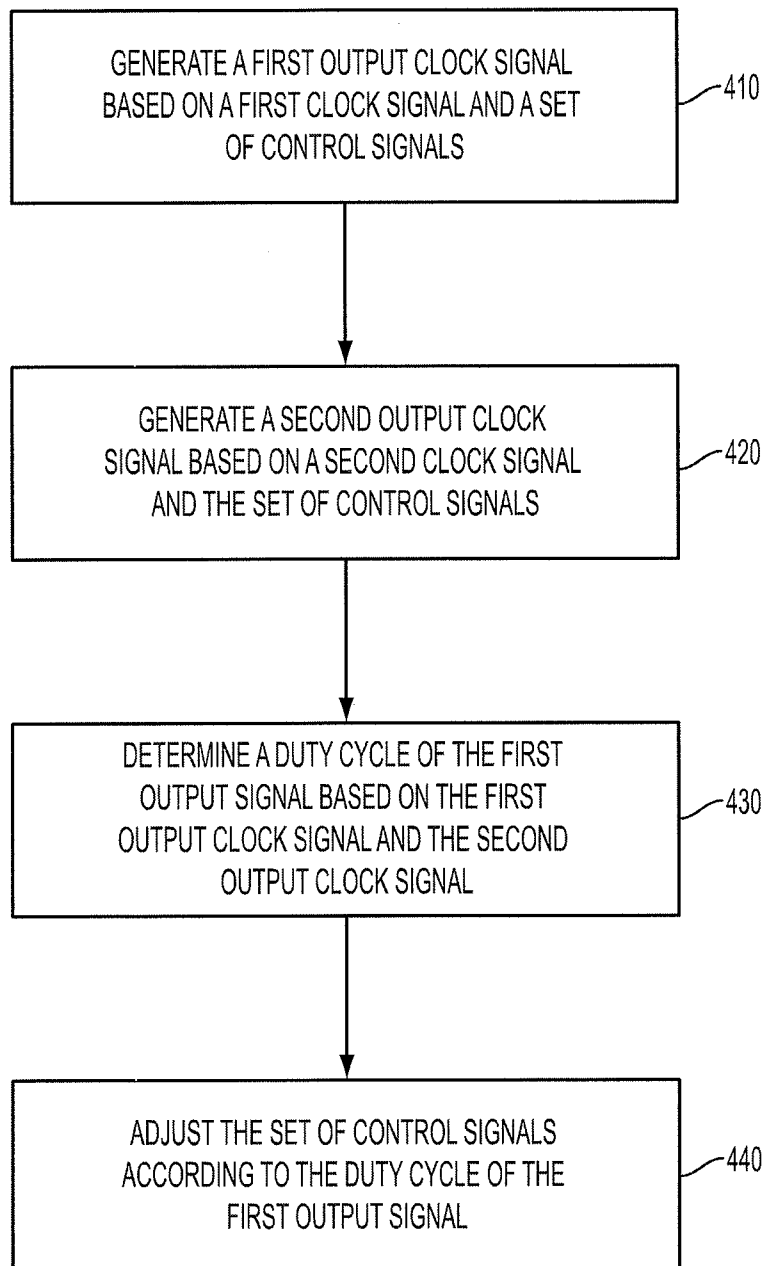 GENERATE A FIRST OUTPUT CLOCK SIGNAL
BASED ON A FIRST CLOCK SIGNAL AND A SET
OF CONTROL SIGNALS
410
GENERATE A SECOND OUTPUT CLOCK
SIGNAL BASED ON A SECOND CLOCK SIGNAL
AND THE SET OF CONTROL SIGNALS
420
DETERMINE A DUTY CYCLE OF THE FIRST
OUTPUT SIGNAL BASED ON THE FIRST
OUTPUT CLOCK SIGNAL AND THE SECOND
OUTPUT CLOCK SIGNAL
430
ADJUST THE SET OF CONTROL SIGNALS
ACCORDING TO THE DUTY CYCLE OF THE
FIRST OUTPUT SIGNAL
440